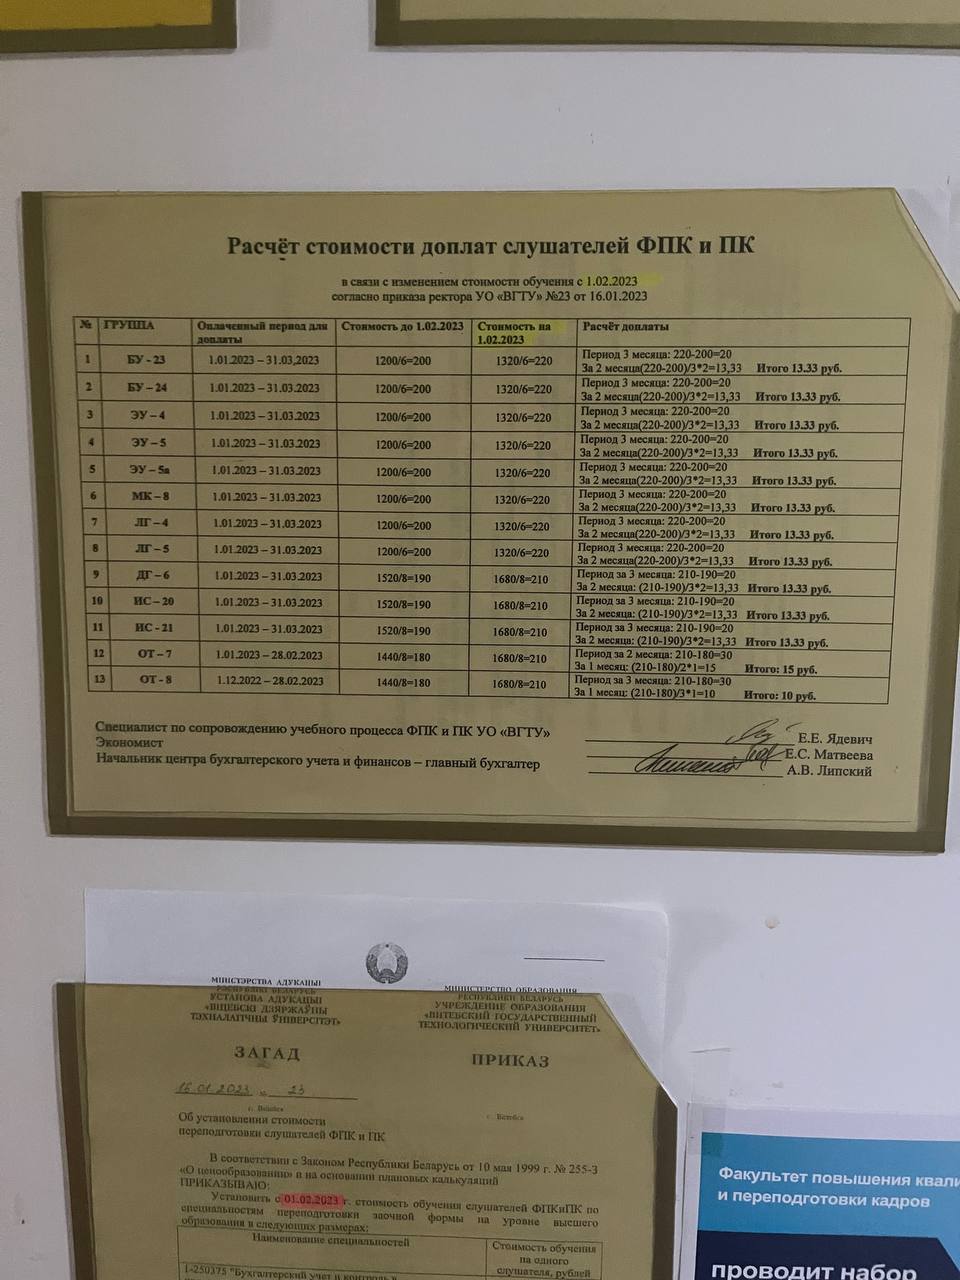 Расчёт стоимости доплат слушателей ФПК и ПК
в связи с изменением стоимости обучения с 1.02.2023
согласно приказа ректора УО «ВГТУ» №23 от 16.01.2023
№ ГРУППА Оплаченный период для доплаты Стоимость до 1.02.2023 Стоимость на 1.02.2023 Расчёт доплаты
1 БУ - 23 1.01.2023 – 31.03.2023 1200/6=200 1320/6=220 Период 3 месяца: 220-200=20
За 2 месяца(220-200)/3*2=13,33 Итого 13.33 руб.
2 БУ – 24 1.01.2023 – 31.03.2023 1200/6=200 1320/6=220 Период 3 месяца: 220-200=20
За 2 месяца(220-200)/3*2=13,33 Итого 13.33 руб.
3 ЭУ – 4 1.01.2023 – 31.03.2023 1200/6=200 1320/6=220 Период 3 месяца: 220-200=20
За 2 месяца(220-200)/3*2=13,33 Итого 13.33 руб.
4 ЭУ – 5 1.01.2023 – 31.03.2023 1200/6=200 1320/6=220 Период 3 месяца: 220-200=20
За 2 месяца(220-200)/3*2=13,33 Итого 13.33 руб.
5 ЭУ – 5а 1.01.2023 – 31.03.2023 1200/6=200 1320/6=220 Период 3 месяца: 220-200=20
За 2 месяца(220-200)/3*2=13,33 Итого 13.33 руб.
6 МК – 8 1.01.2023 – 31.03.2023 1200/6=200 1320/6=220 Период 3 месяца: 220-200=20
За 2 месяца(220-200)/3*2=13,33 Итого 13.33 руб.
7 ЛГ – 4 1.01.2023 – 31.03.2023 1200/6=200 1320/6=220 Период 3 месяца: 220-200=20
За 2 месяца(220-200)/3*2=13,33 Итого 13.33 руб.
8 ЛГ – 5 1.01.2023 – 31.03.2023 1200/6=200 1320/6=220 Период 3 месяца: 220-200=20
За 2 месяца(220-200)/3*2=13,33 Итого 13.33 руб.
9 ДГ – 6 1.01.2023 – 31.03.2023 1520/8=190 1680/8=210 Период за 3 месяца: 210-190=20
За 2 месяца: (210-190)/3*2=13,33 Итого 13.33 руб.
10 ИС – 20 1.01.2023 – 31.03.2023 1520/8=190 1680/8=210 Период за 3 месяца: 210-190=20
За 2 месяца: (210-190)/3*2=13,33 Итого 13.33 руб.
11 ИС - 21 1.01.2023 – 31.03.2023 1520/8=190 1680/8=210 Период за 3 месяца: 210-190=20
За 2 месяца: (210-190)/3*2=13,33 Итого 13.33 руб.
12 ОТ – 7 1.01.2023 – 28.02.2023 1440/8=180 1680/8=210 Период за 2 месяца: 210-180=30
За 1 месяц: (210-180)/2*1=15 Итого: 15 руб.
13 ОТ - 8 1.12.2022 – 28.02.2023 1440/8=180 1680/8=210 Период за 3 месяца: 210-180=30
За 1 месяц: (210-180)/3*1=10 Итого: 10 руб.
Специалист по сопровождению учебного процесса ФПК и ПК УО «ВГТУ» Е.Е. Ядевич
Экономист Е.С. Матвеева
Начальник центра бухгалтерского учета и финансов – главный бухгалтер А.В. Липский
МІНІСТЭРСТВА АДУКАЦЫІ
РЭСПУБЛІКІ БЕЛАРУСЬ
УСТАНОВА АДУКАЦЫІ
«ВІЦЕБСКІ ДЗЯРЖАЎНЫ
ТЭХНАЛАГІЧНЫ ЎНІВЕРСІТЭТ»
МИНИСТЕРСТВО ОБРАЗОВАНИЯ
РЕСПУБЛИКИ БЕЛАРУСЬ
УЧРЕЖДЕНИЕ ОБРАЗОВАНИЯ
«ВИТЕБСКИЙ ГОСУДАРСТВЕННЫЙ
ТЕХНОЛОГИЧЕСКИЙ УНИВЕРСИТЕТ»
ЗАГАД
ПРИКАЗ
16.01.2023 № 23
г. Витебск
Об установлении стоимости
переподготовки слушателей ФПК и ПК
В соответствии с Законом Республики Беларусь от 10 мая 1999 г. № 255-З
«О ценообразовании» и на основании плановых калькуляций
ПРИКАЗЫВАЮ:
Установить с 01.02.2023 г. стоимость обучения слушателей ФПКиПК по
специальностям переподготовки заочной формы на уровне высшего
образования в следующих размерах:
Наименование специальностей
Стоимость обучения
на одного
слушателя, рублей
1-250375 "Бухгалтерский учет и контроль в
Факультет повышения квали
и переподготовки кадров
проводит набор